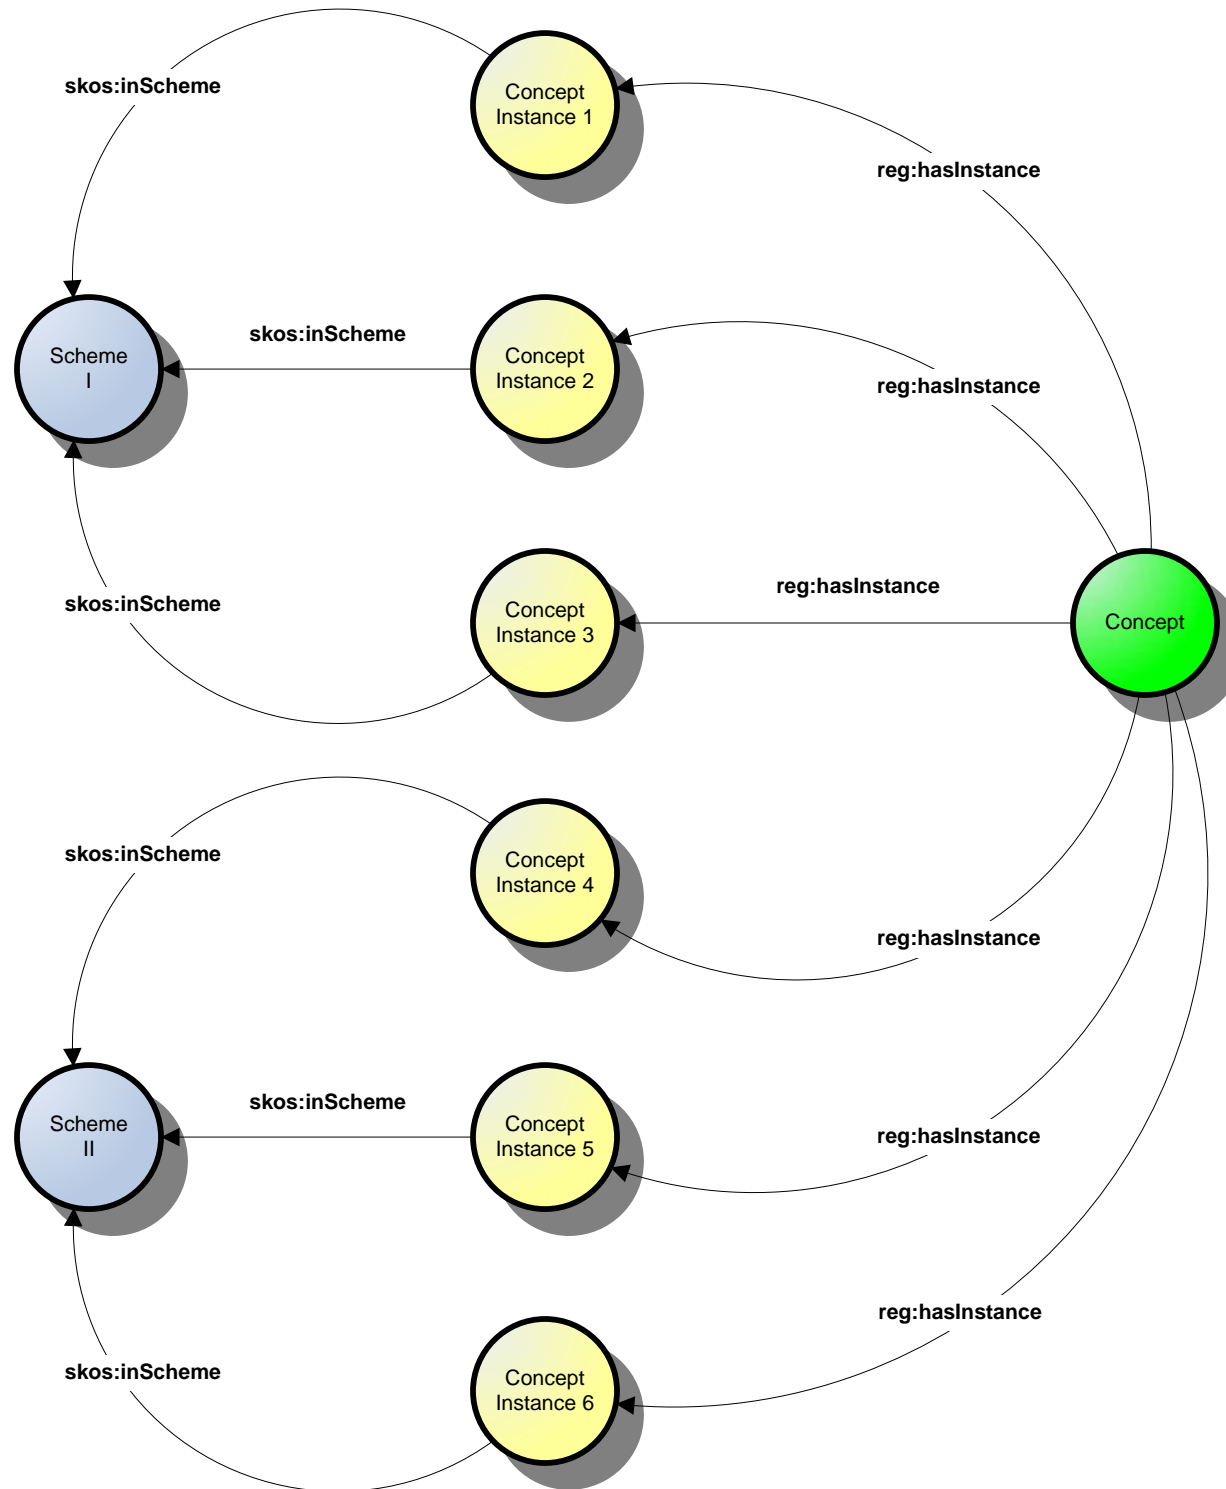 skos:inScheme
Concept
Instance 1
reg:hasInstance
Scheme
I
skos:inScheme
Concept
Instance 2
reg:hasInstance
skos:inScheme
Concept
Instance 3
reg:hasInstance
Concept
skos:inScheme
Concept
Instance 4
reg:hasInstance
Scheme
II
skos:inScheme
Concept
Instance 5
reg:hasInstance
skos:inScheme
Concept
Instance 6
reg:hasInstance